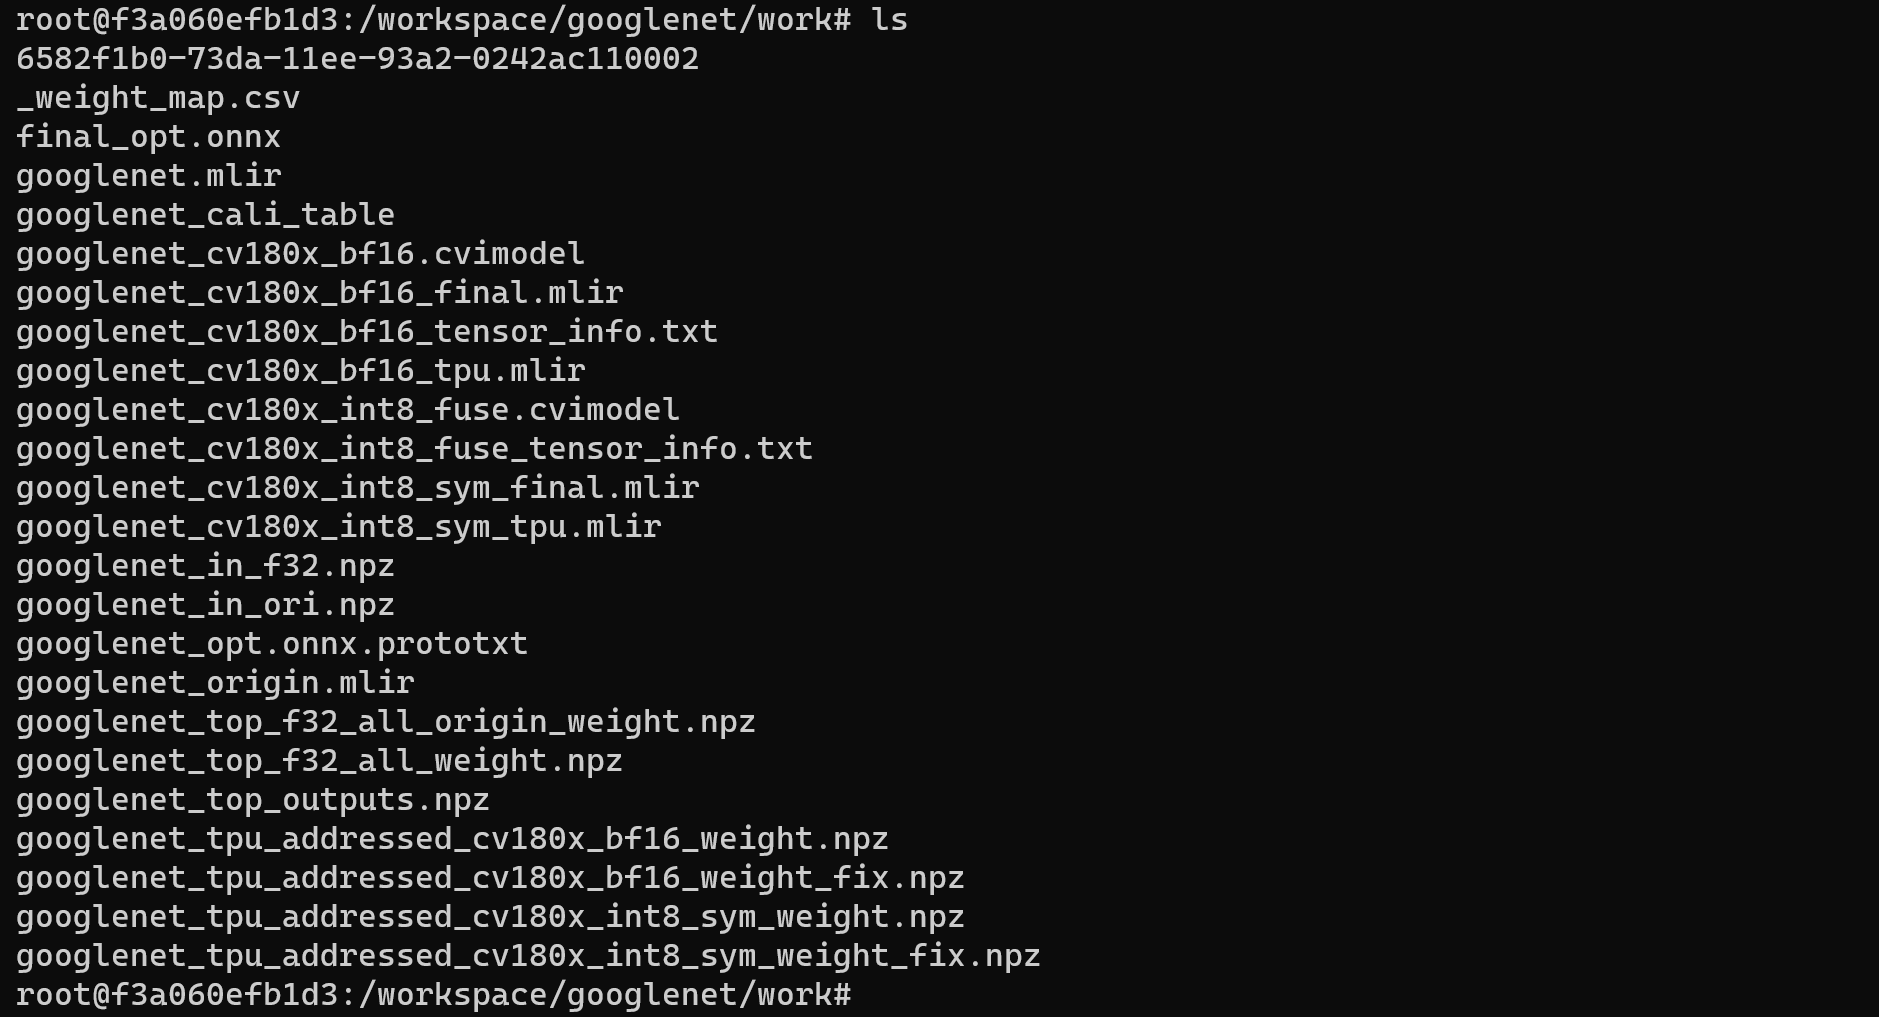 root@f3a060efb1d3:/workspace/googlenet/work# ls
6582f1b0-73da-11ee-93a2-0242ac110002
_weight_map.csv
final_opt.onnx
googlenet.mlir
googlenet_cali_table
googlenet_cv180x_bf16.cvimodel
googlenet_cv180x_bf16_final.mlir
googlenet_cv180x_bf16_tensor_info.txt
googlenet_cv180x_bf16_tpu.mlir
googlenet_cv180x_int8_fuse.cvimodel
googlenet_cv180x_int8_fuse_tensor_info.txt
googlenet_cv180x_int8_sym_final.mlir
googlenet_cv180x_int8_sym_tpu.mlir
googlenet_in_f32.npz
googlenet_in_ori.npz
googlenet_opt.onnx.prototxt
googlenet_origin.mlir
googlenet_top_f32_all_origin_weight.npz
googlenet_top_f32_all_weight.npz
googlenet_top_outputs.npz
googlenet_tpu_addressed_cv180x_bf16_weight.npz
googlenet_tpu_addressed_cv180x_bf16_weight_fix.npz
googlenet_tpu_addressed_cv180x_int8_sym_weight.npz
googlenet_tpu_addressed_cv180x_int8_sym_weight_fix.npz
root@f3a060efb1d3:/workspace/googlenet/work#